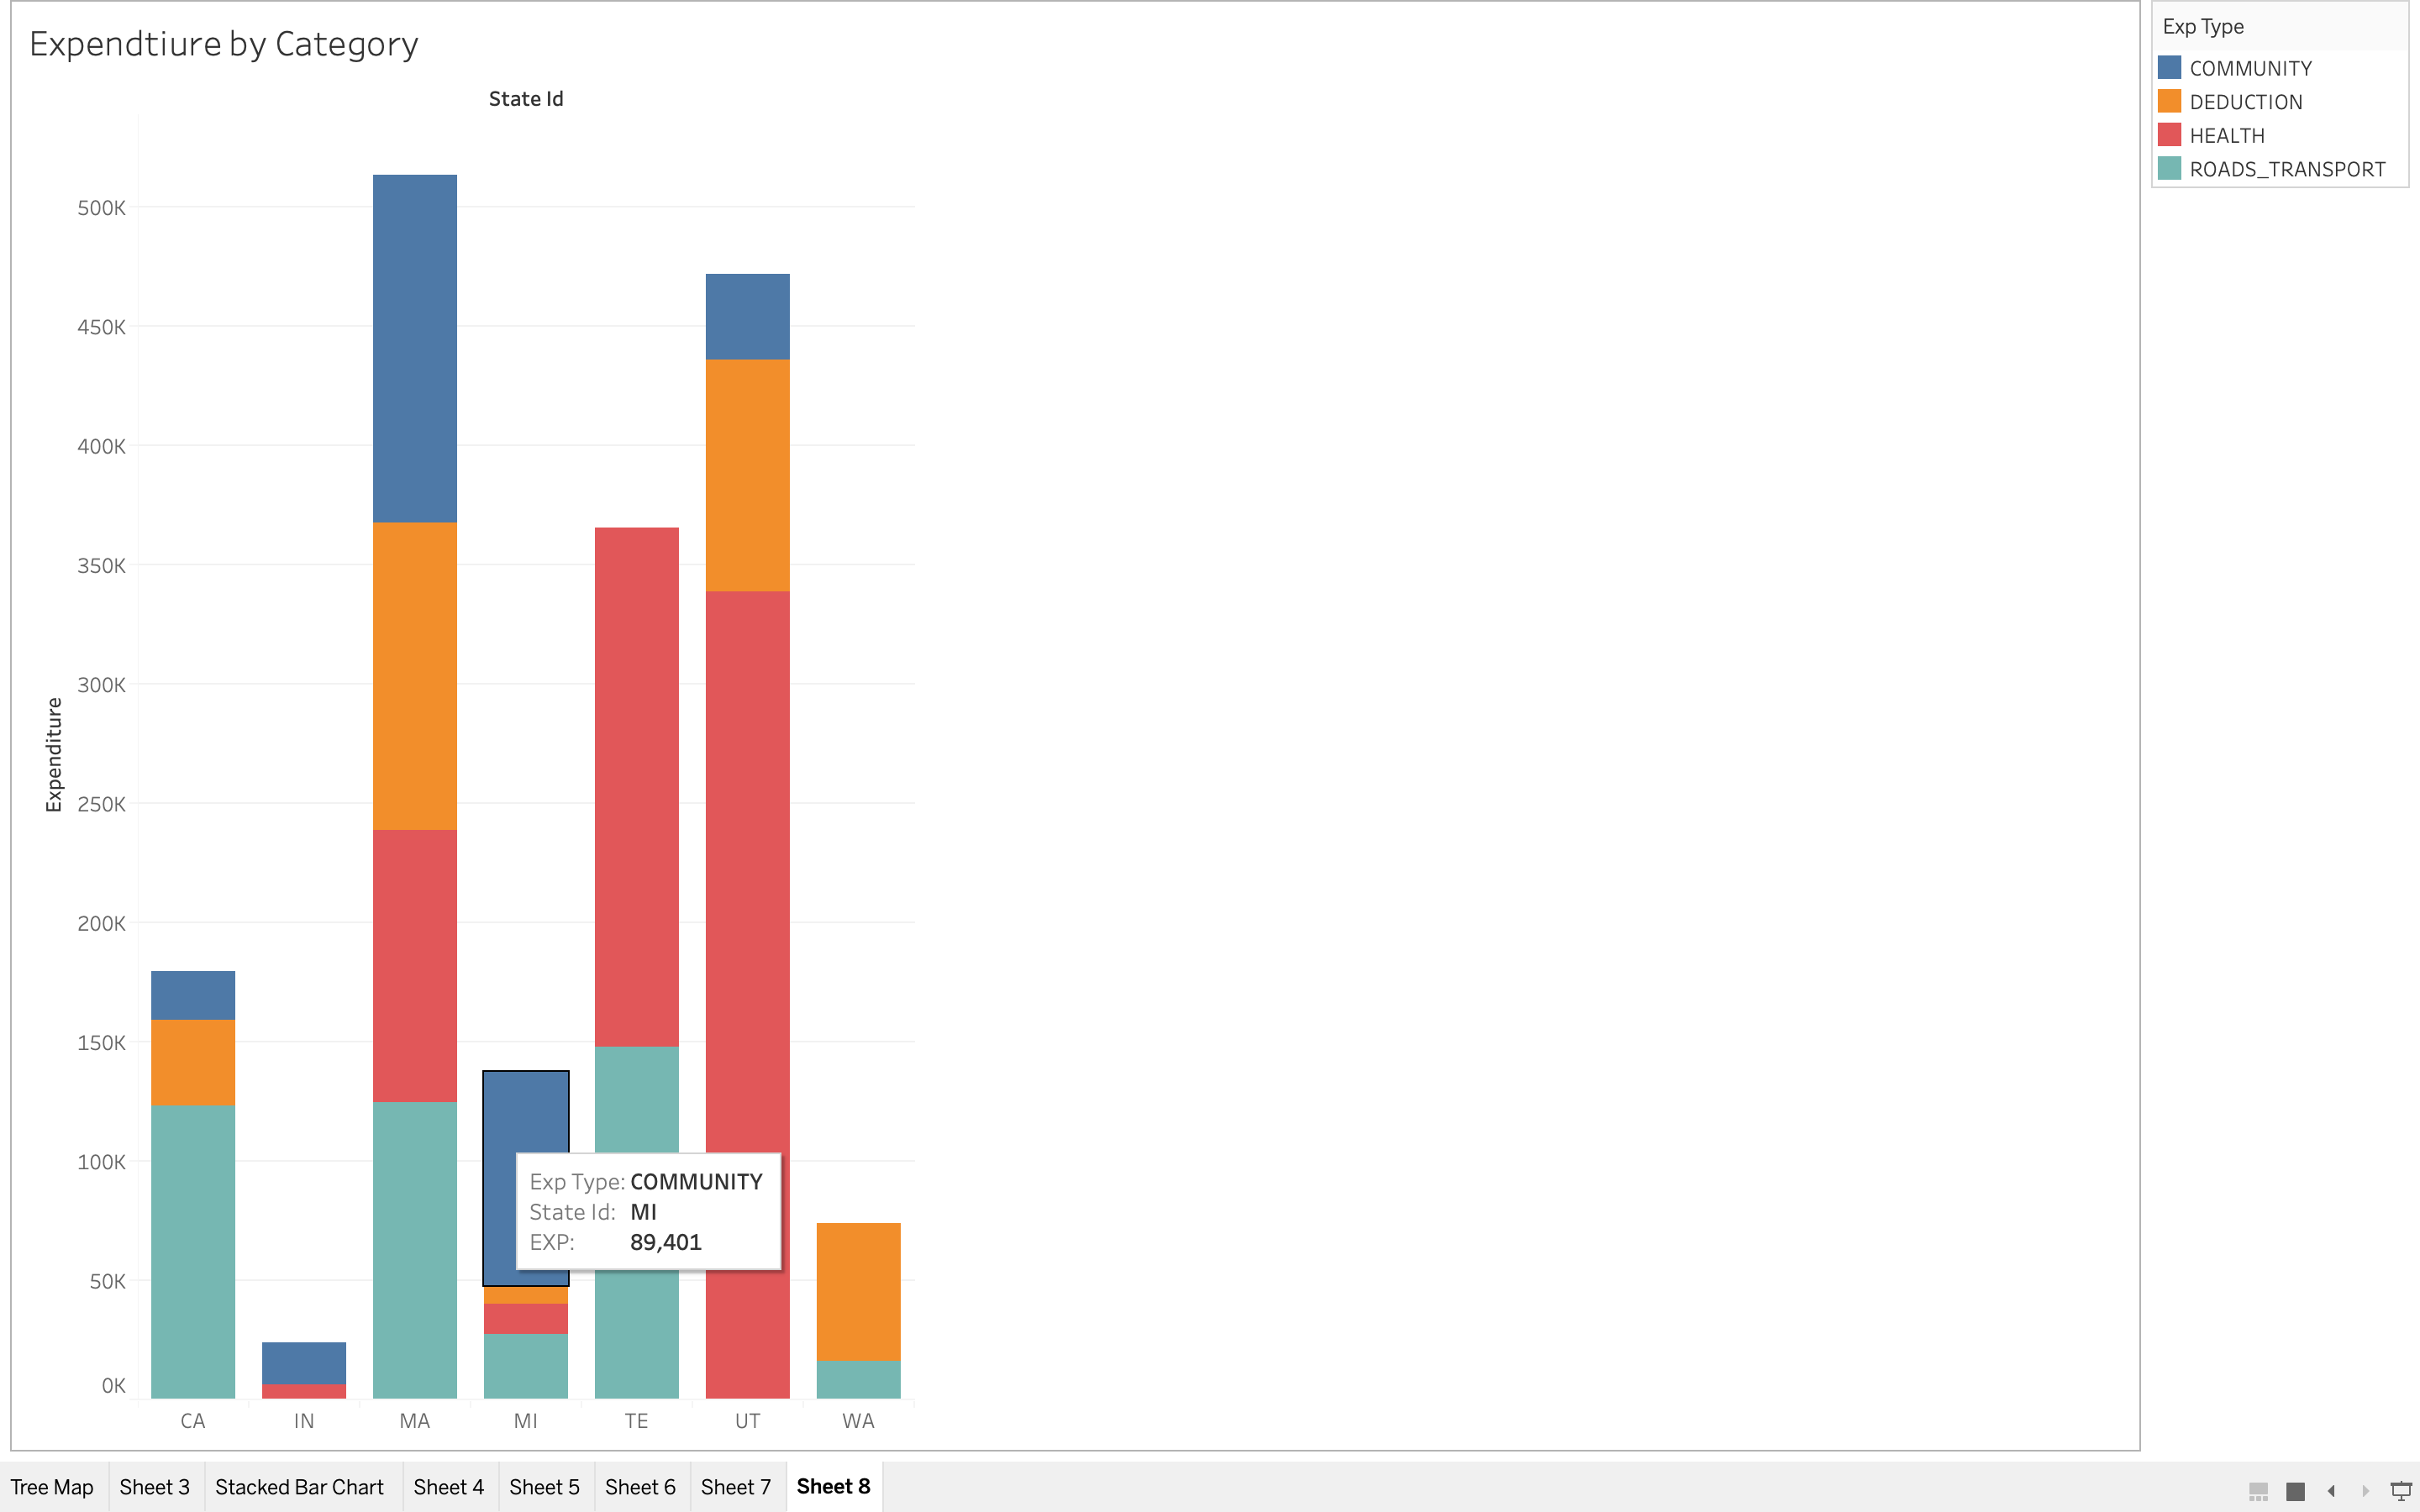 Expendtiure by Category
State Id
Expenditure
500K
450K
400K
350K
300K
250K
200K
150K
100K
50K
0K
CA IN MA MI TE UT WA
Exp Type: COMMUNITY
State Id: MI
EXP: 89,401
Exp Type
COMMUNITY
DEDUCTION
HEALTH
ROADS_TRANSPORT
Tree Map Sheet 3 Stacked Bar Chart Sheet 4 Sheet 5 Sheet 6 Sheet 7 Sheet 8